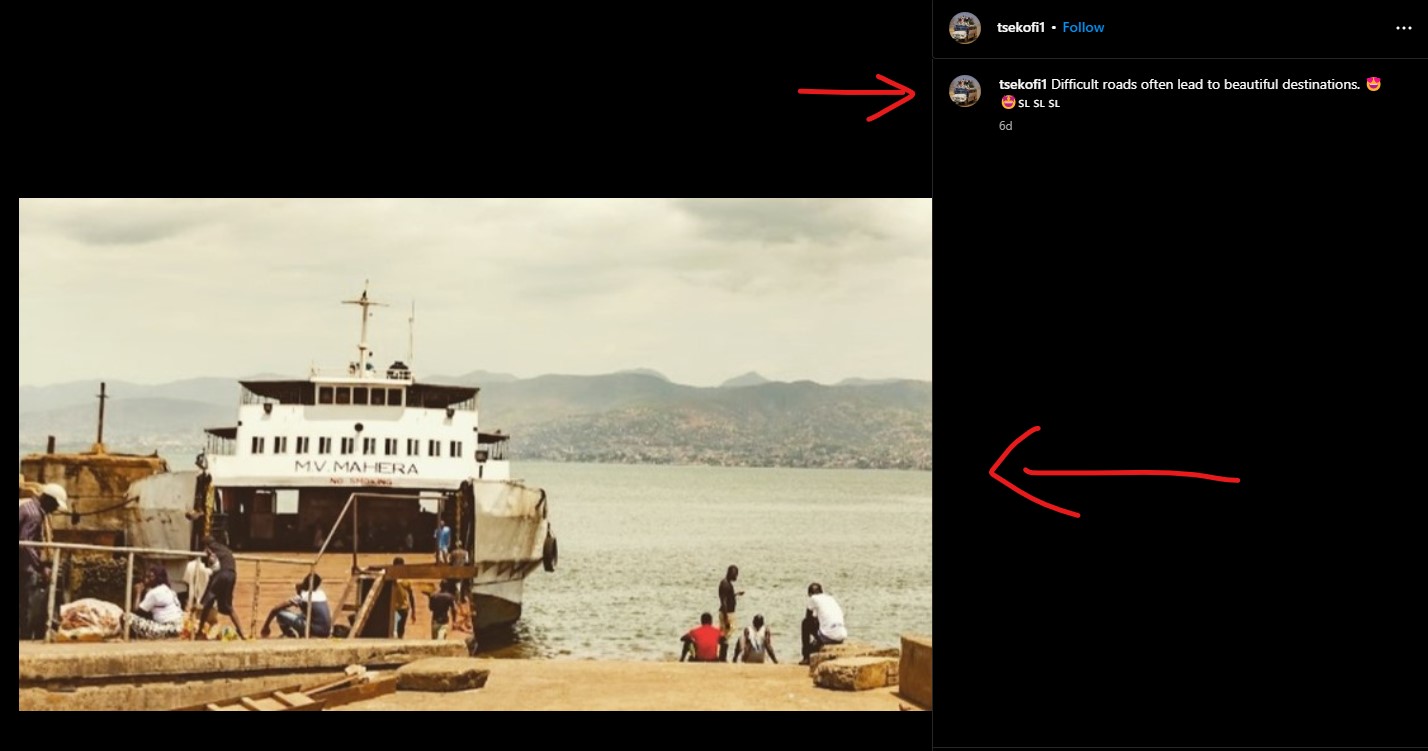 tsekofi1 • Follow
tsekofi1 Difficult roads often lead to beautiful destinations. 😍
😍SL SL SL
6d
M.V. MAHERA
NO SMOKING